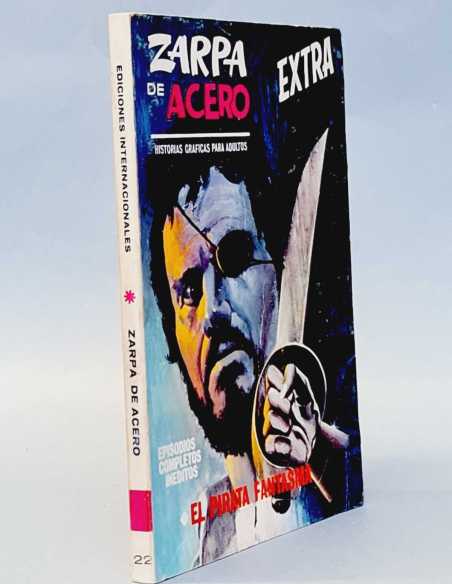 ZARPA
DE ACERO
EXTRA
HISTORIAS GRAFICAS PARA ADULTOS
EPISODIOS
COMPLETOS
INEDITOS
EL PIRATA FANTASMA
EDICIONES INTERNACIONALES
ZARPA DE ACERO
22